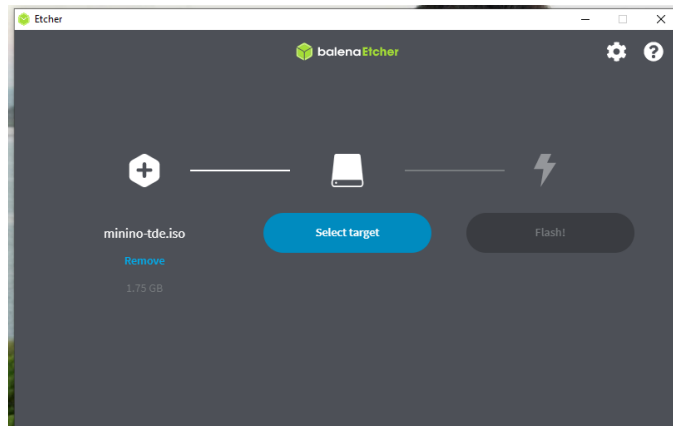 Etcher
balenaEtcher
minino-tde.iso
Select target
Flash!
Remove
1.75 GB